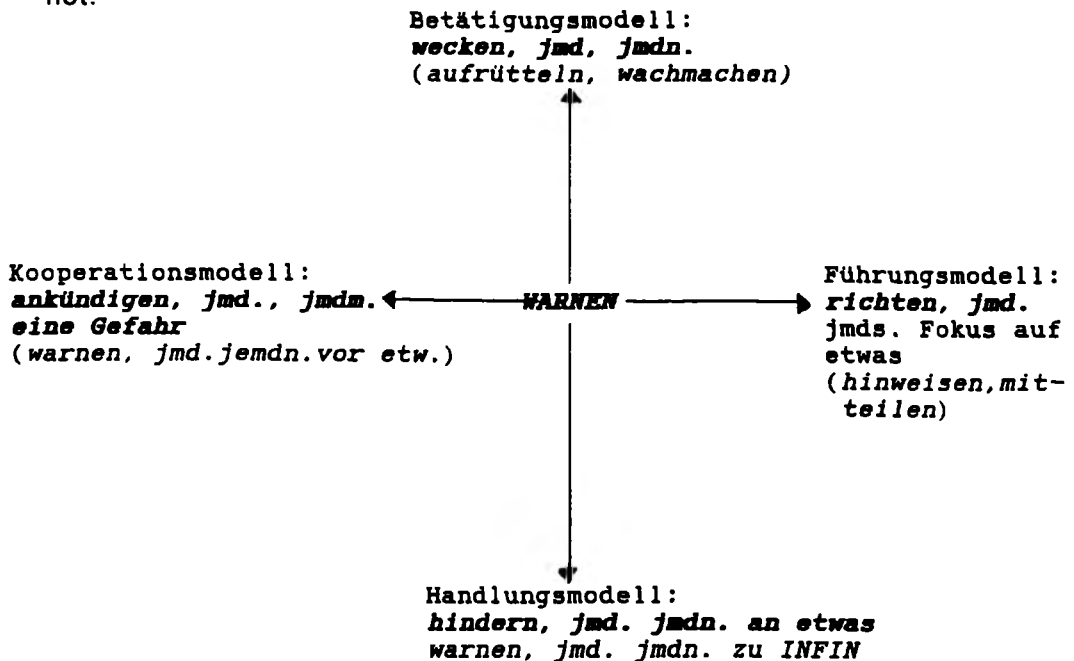 not.
Betätigungsmodell:
wecken, jmd, jmdn.
(aufrütteln, wachmachen)
Kooperationsmodell:
ankündigen, jmd., jmdm.
eine Gefahr
(warnen, jmd.jemdn.vor etw.)
WARNEN
Führungsmodell:
richten, jmd.
jmds. Fokus auf
etwas
(hinweisen,mit-
teilen)
Handlungsmodell:
hindern, jmd. jmdn. an etwas
warnen, jmd. jmdn. zu INFIN